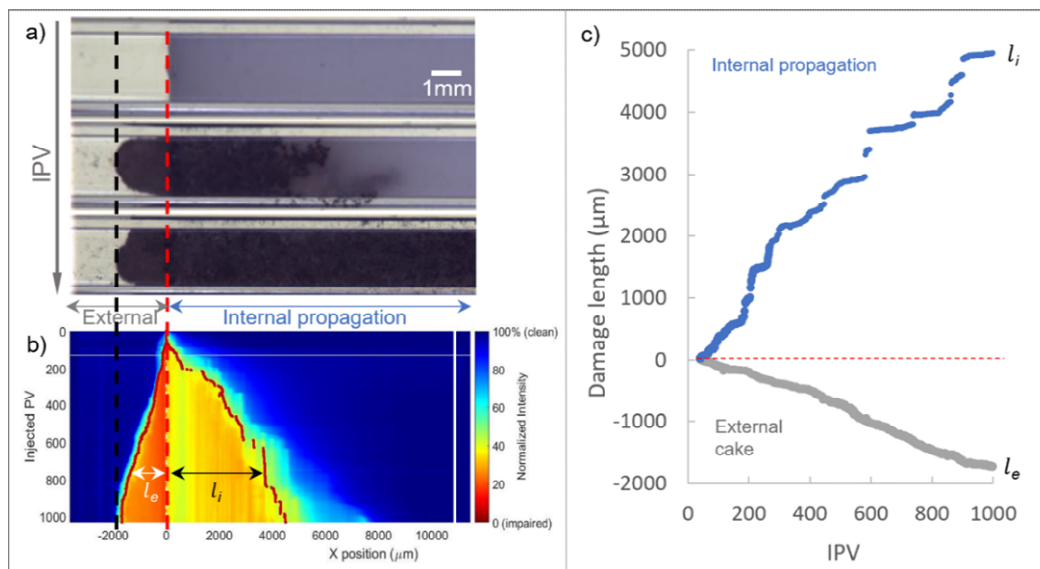 a)
1mm
IPV
External
Internal propagation
b)
Injected PV
0
200
400
600
800
1000
l_e
l_i
-2000
0
2000
4000
6000
8000
10000
X position (μm)
100% (clean)
80
60
40
20
0 (impaired)
Normalized Intensity
c)
Damage length (μm)
5000
4000
3000
2000
1000
0
-1000
-2000
Internal propagation
l_i
External
cake
l_e
0
200
400
600
800
1000
IPV